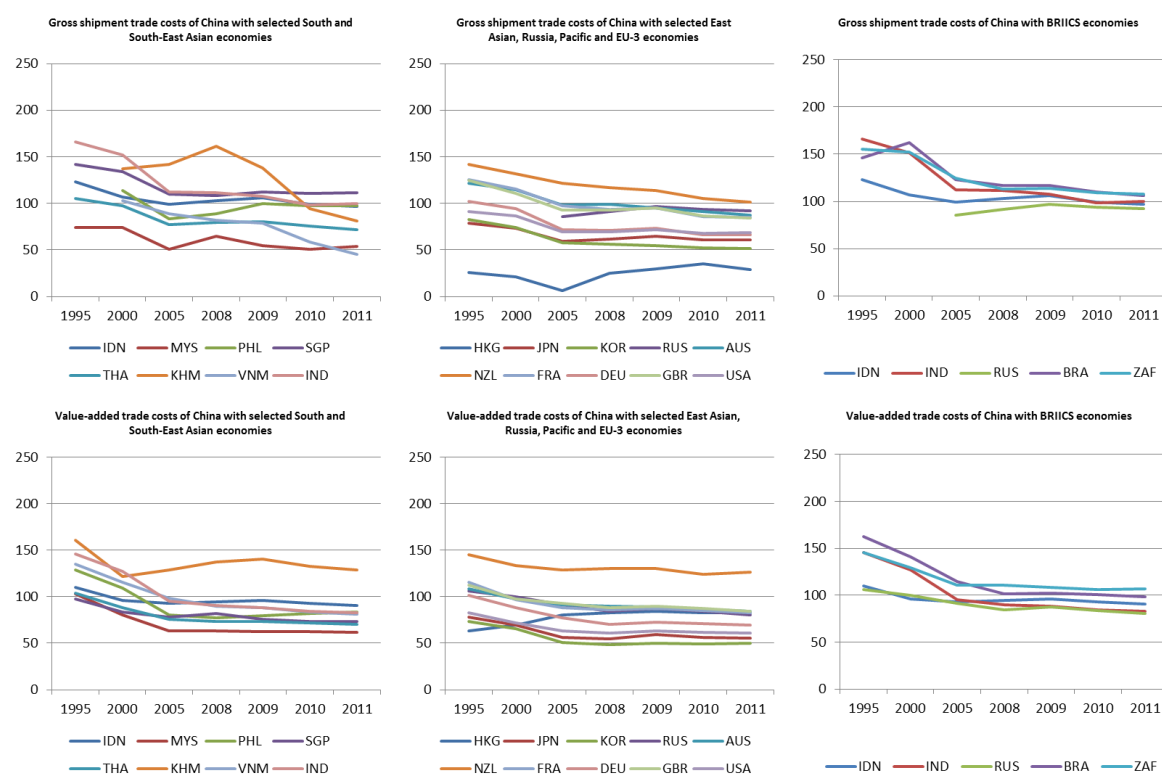 Gross shipment trade costs of China with selected South and
South-East Asian economies
250
200
150
100
50
0
1995 2000 2005 2008 2009 2010 2011
IDN MYS PHL SGP
THA KHM VNM IND
Gross shipment trade costs of China with selected East
Asian, Russia, Pacific and EU-3 economies
250
200
150
100
50
0
1995 2000 2005 2008 2009 2010 2011
HKG JPN KOR RUS AUS
NZL FRA DEU GBR USA
Gross shipment trade costs of China with BRIICS economies
250
200
150
100
50
0
1995 2000 2005 2008 2009 2010 2011
IDN IND RUS BRA ZAF
Value-added trade costs of China with selected South and
South-East Asian economies
250
200
150
100
50
0
1995 2000 2005 2008 2009 2010 2011
IDN MYS PHL SGP
THA KHM VNM IND
Value-added trade costs of China with selected East Asian,
Russia, Pacific and EU-3 economies
250
200
150
100
50
0
1995 2000 2005 2008 2009 2010 2011
HKG JPN KOR RUS AUS
NZL FRA DEU GBR USA
Value-added trade costs of China with BRIICS economies
250
200
150
100
50
0
1995 2000 2005 2008 2009 2010 2011
IDN IND RUS BRA ZAF